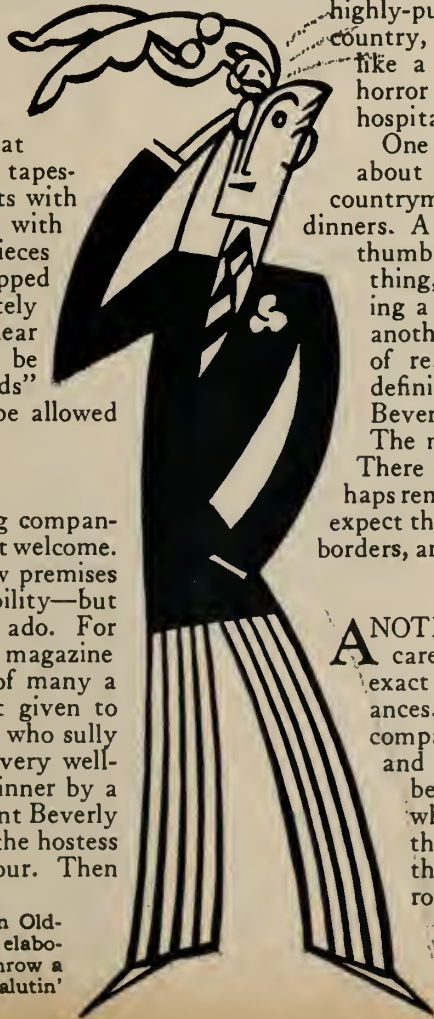 at
tapes-
ts with
with
ieces
pped
tely
ear
be
ds”
be allowed
g compan-
t welcome.
w premises
bility—but
ado. For
magazine
of many a
t given to
who sully
very well-
inner by a
nt Beverly
the hostess
our. Then
n Old-
elabo-
hrow a
alutin’
highly-pu
country,
like a
horror
hospita
One
about
countrym
dinners. A
thumb
thing,
ing a
anoth
of re
defini
Bever
The
There
haps ren
expect th
borders, an
ANOT
care
exact
ances.
compa
and
be
wh
th
th
ro